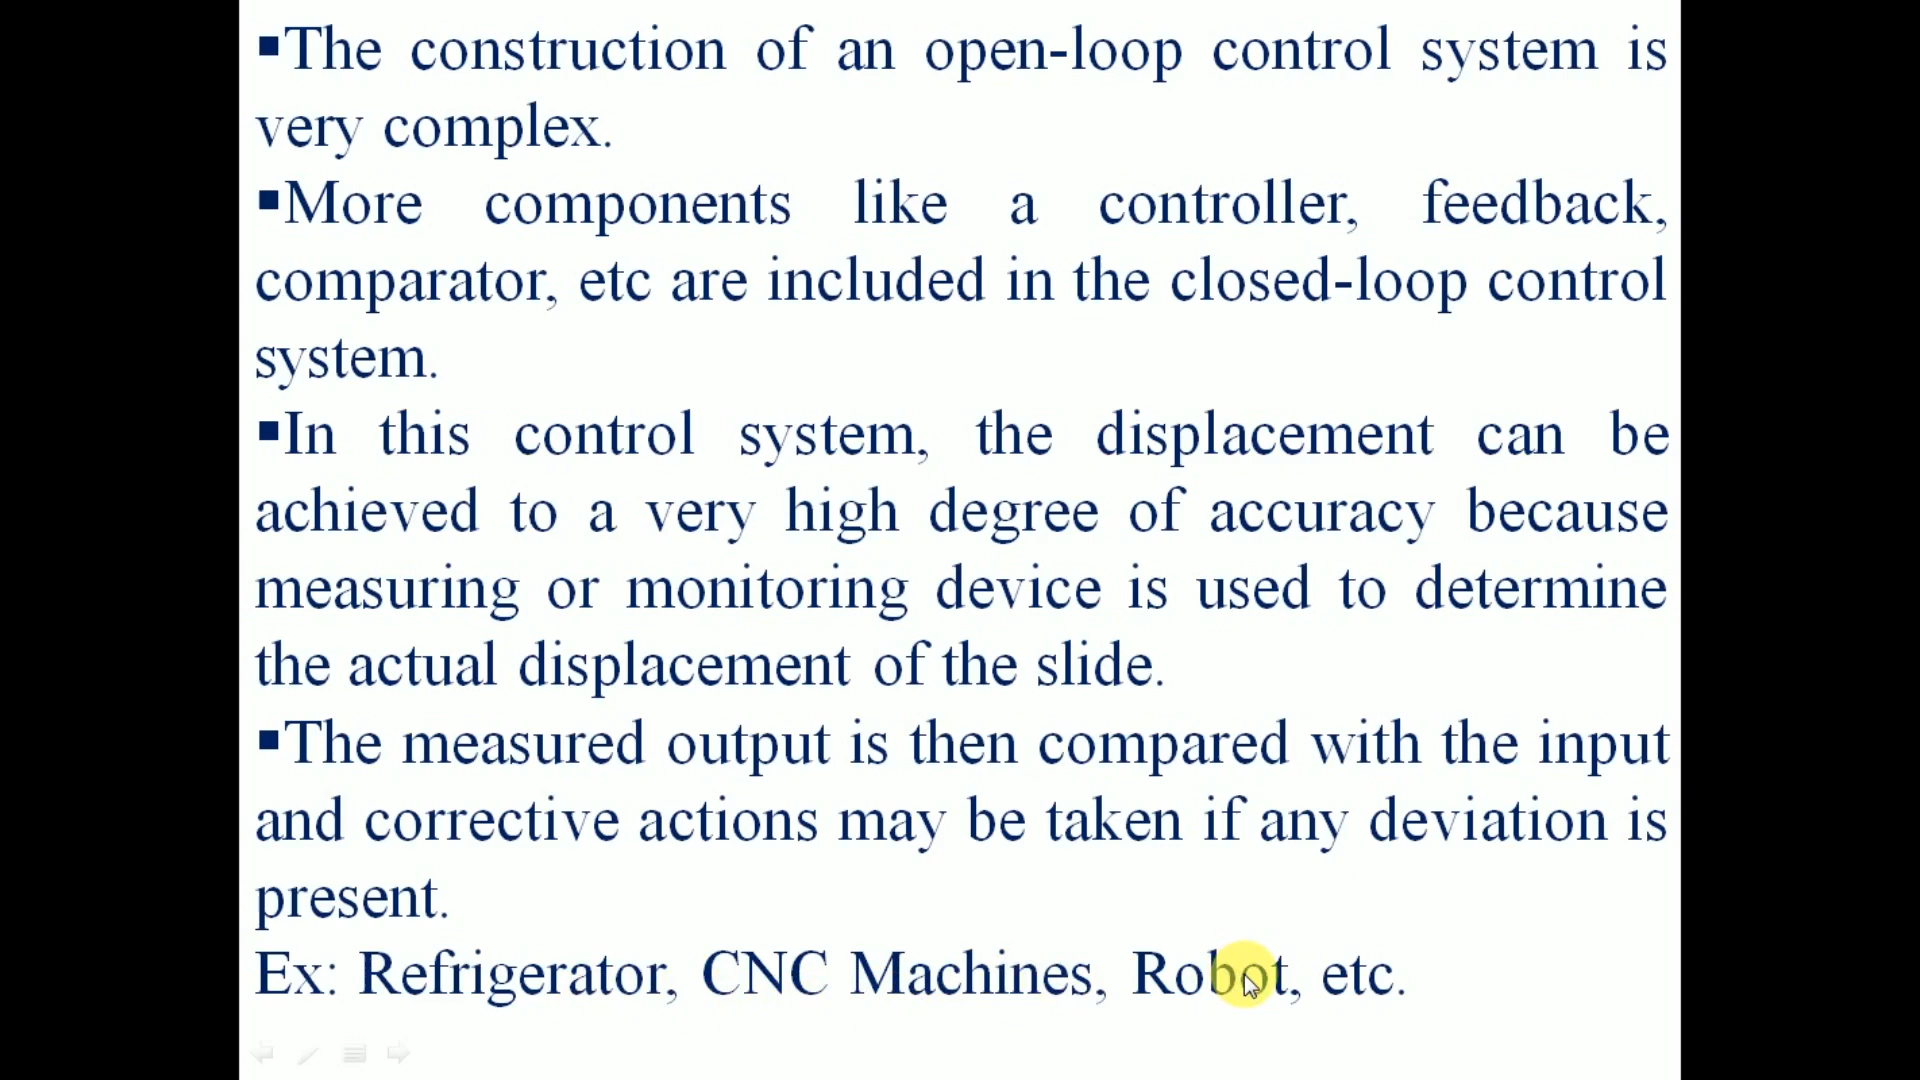 ▪The construction of an open-loop control system is
very complex.
▪More components like a controller, feedback,
comparator, etc are included in the closed-loop control
system.
▪In this control system, the displacement can be
achieved to a very high degree of accuracy because
measuring or monitoring device is used to determine
the actual displacement of the slide.
▪The measured output is then compared with the input
and corrective actions may be taken if any deviation is
present.
Ex: Refrigerator, CNC Machines, Robot, etc.